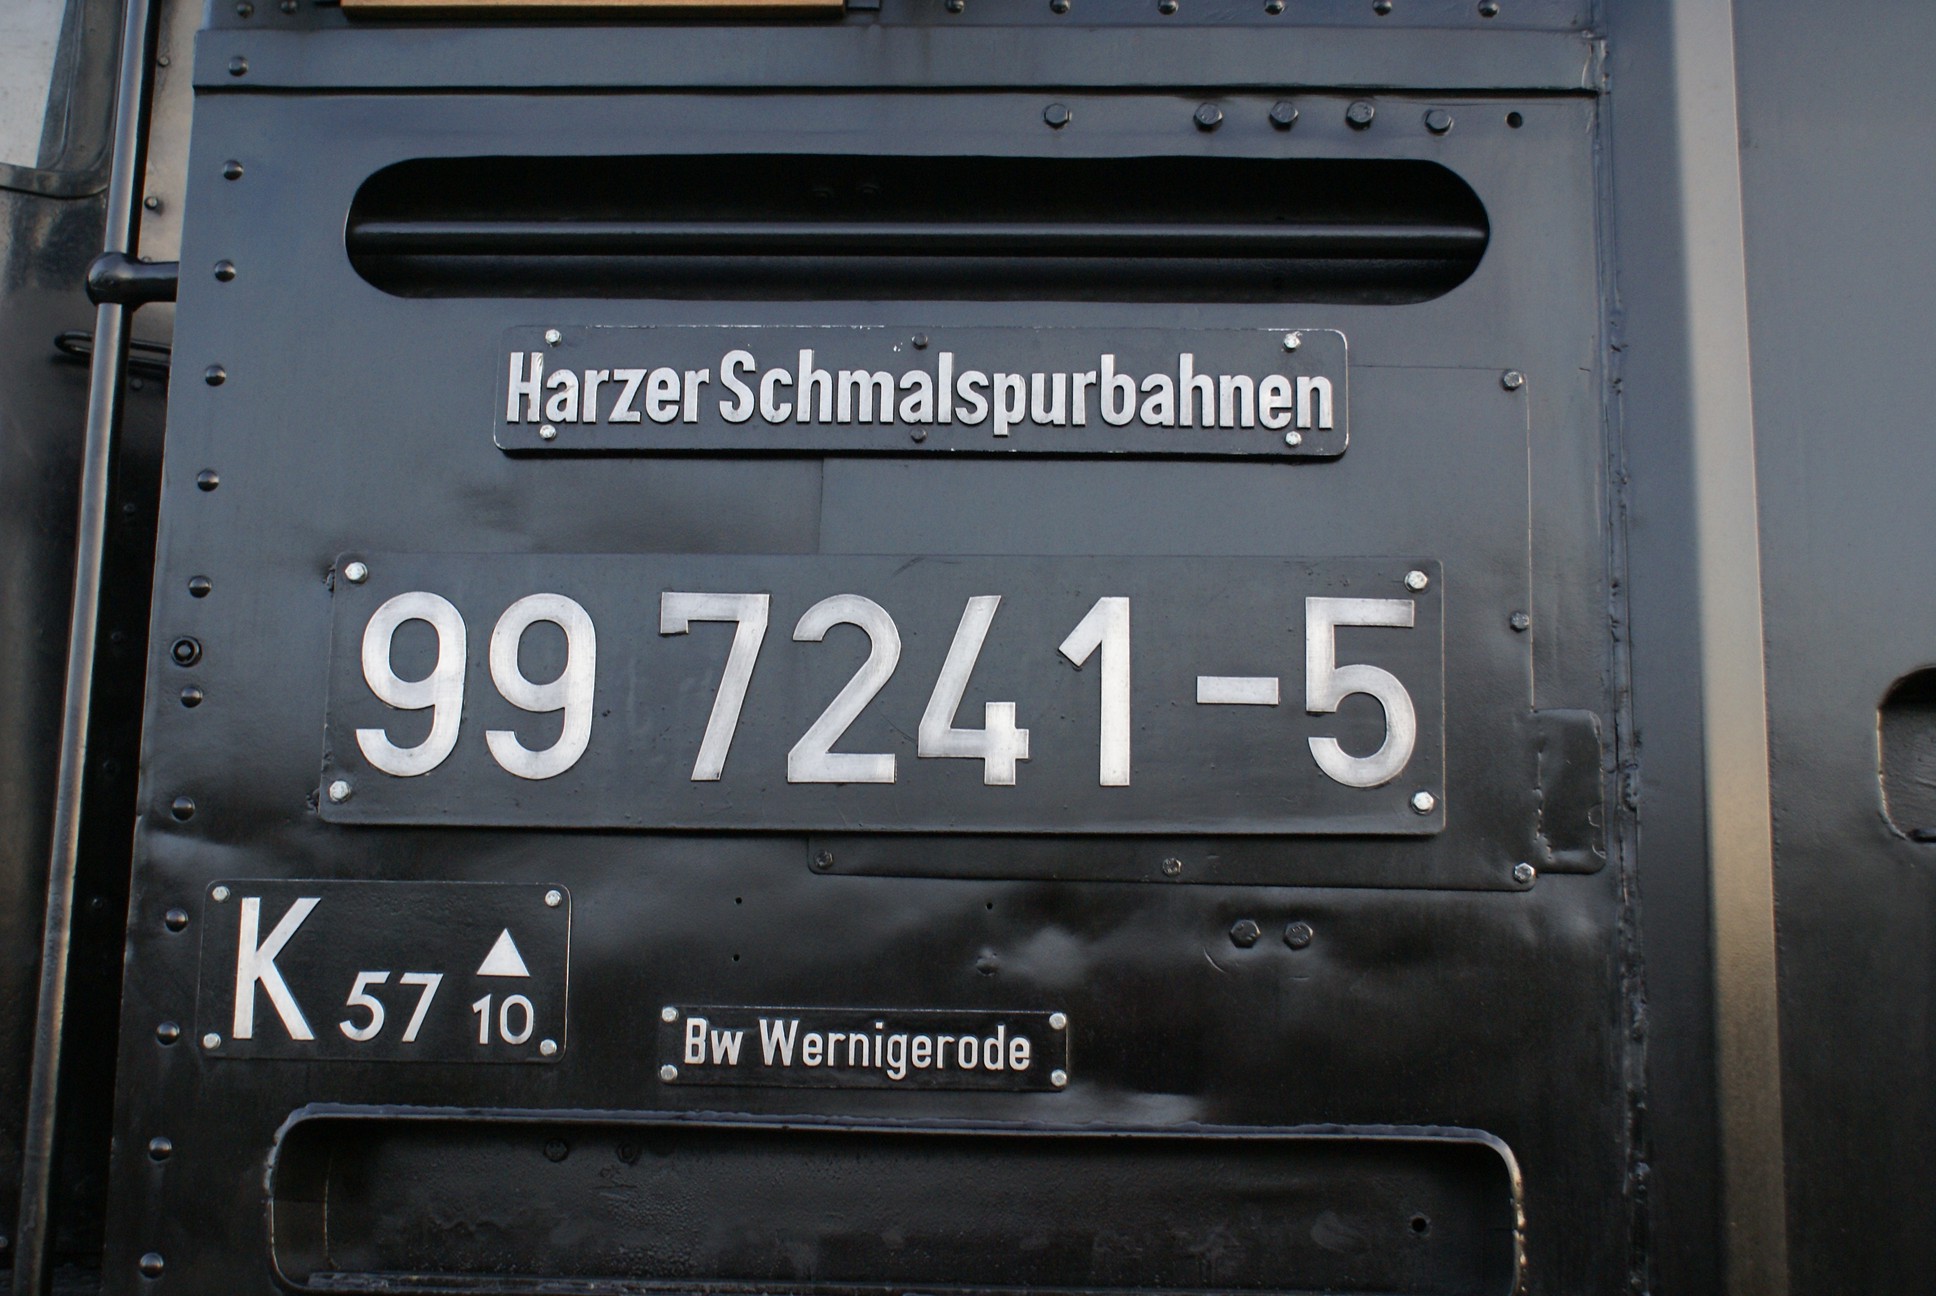 Harzer Schmalspurbahnen
99 7241-5
K 57 ▲ 10
Bw Wernigerode